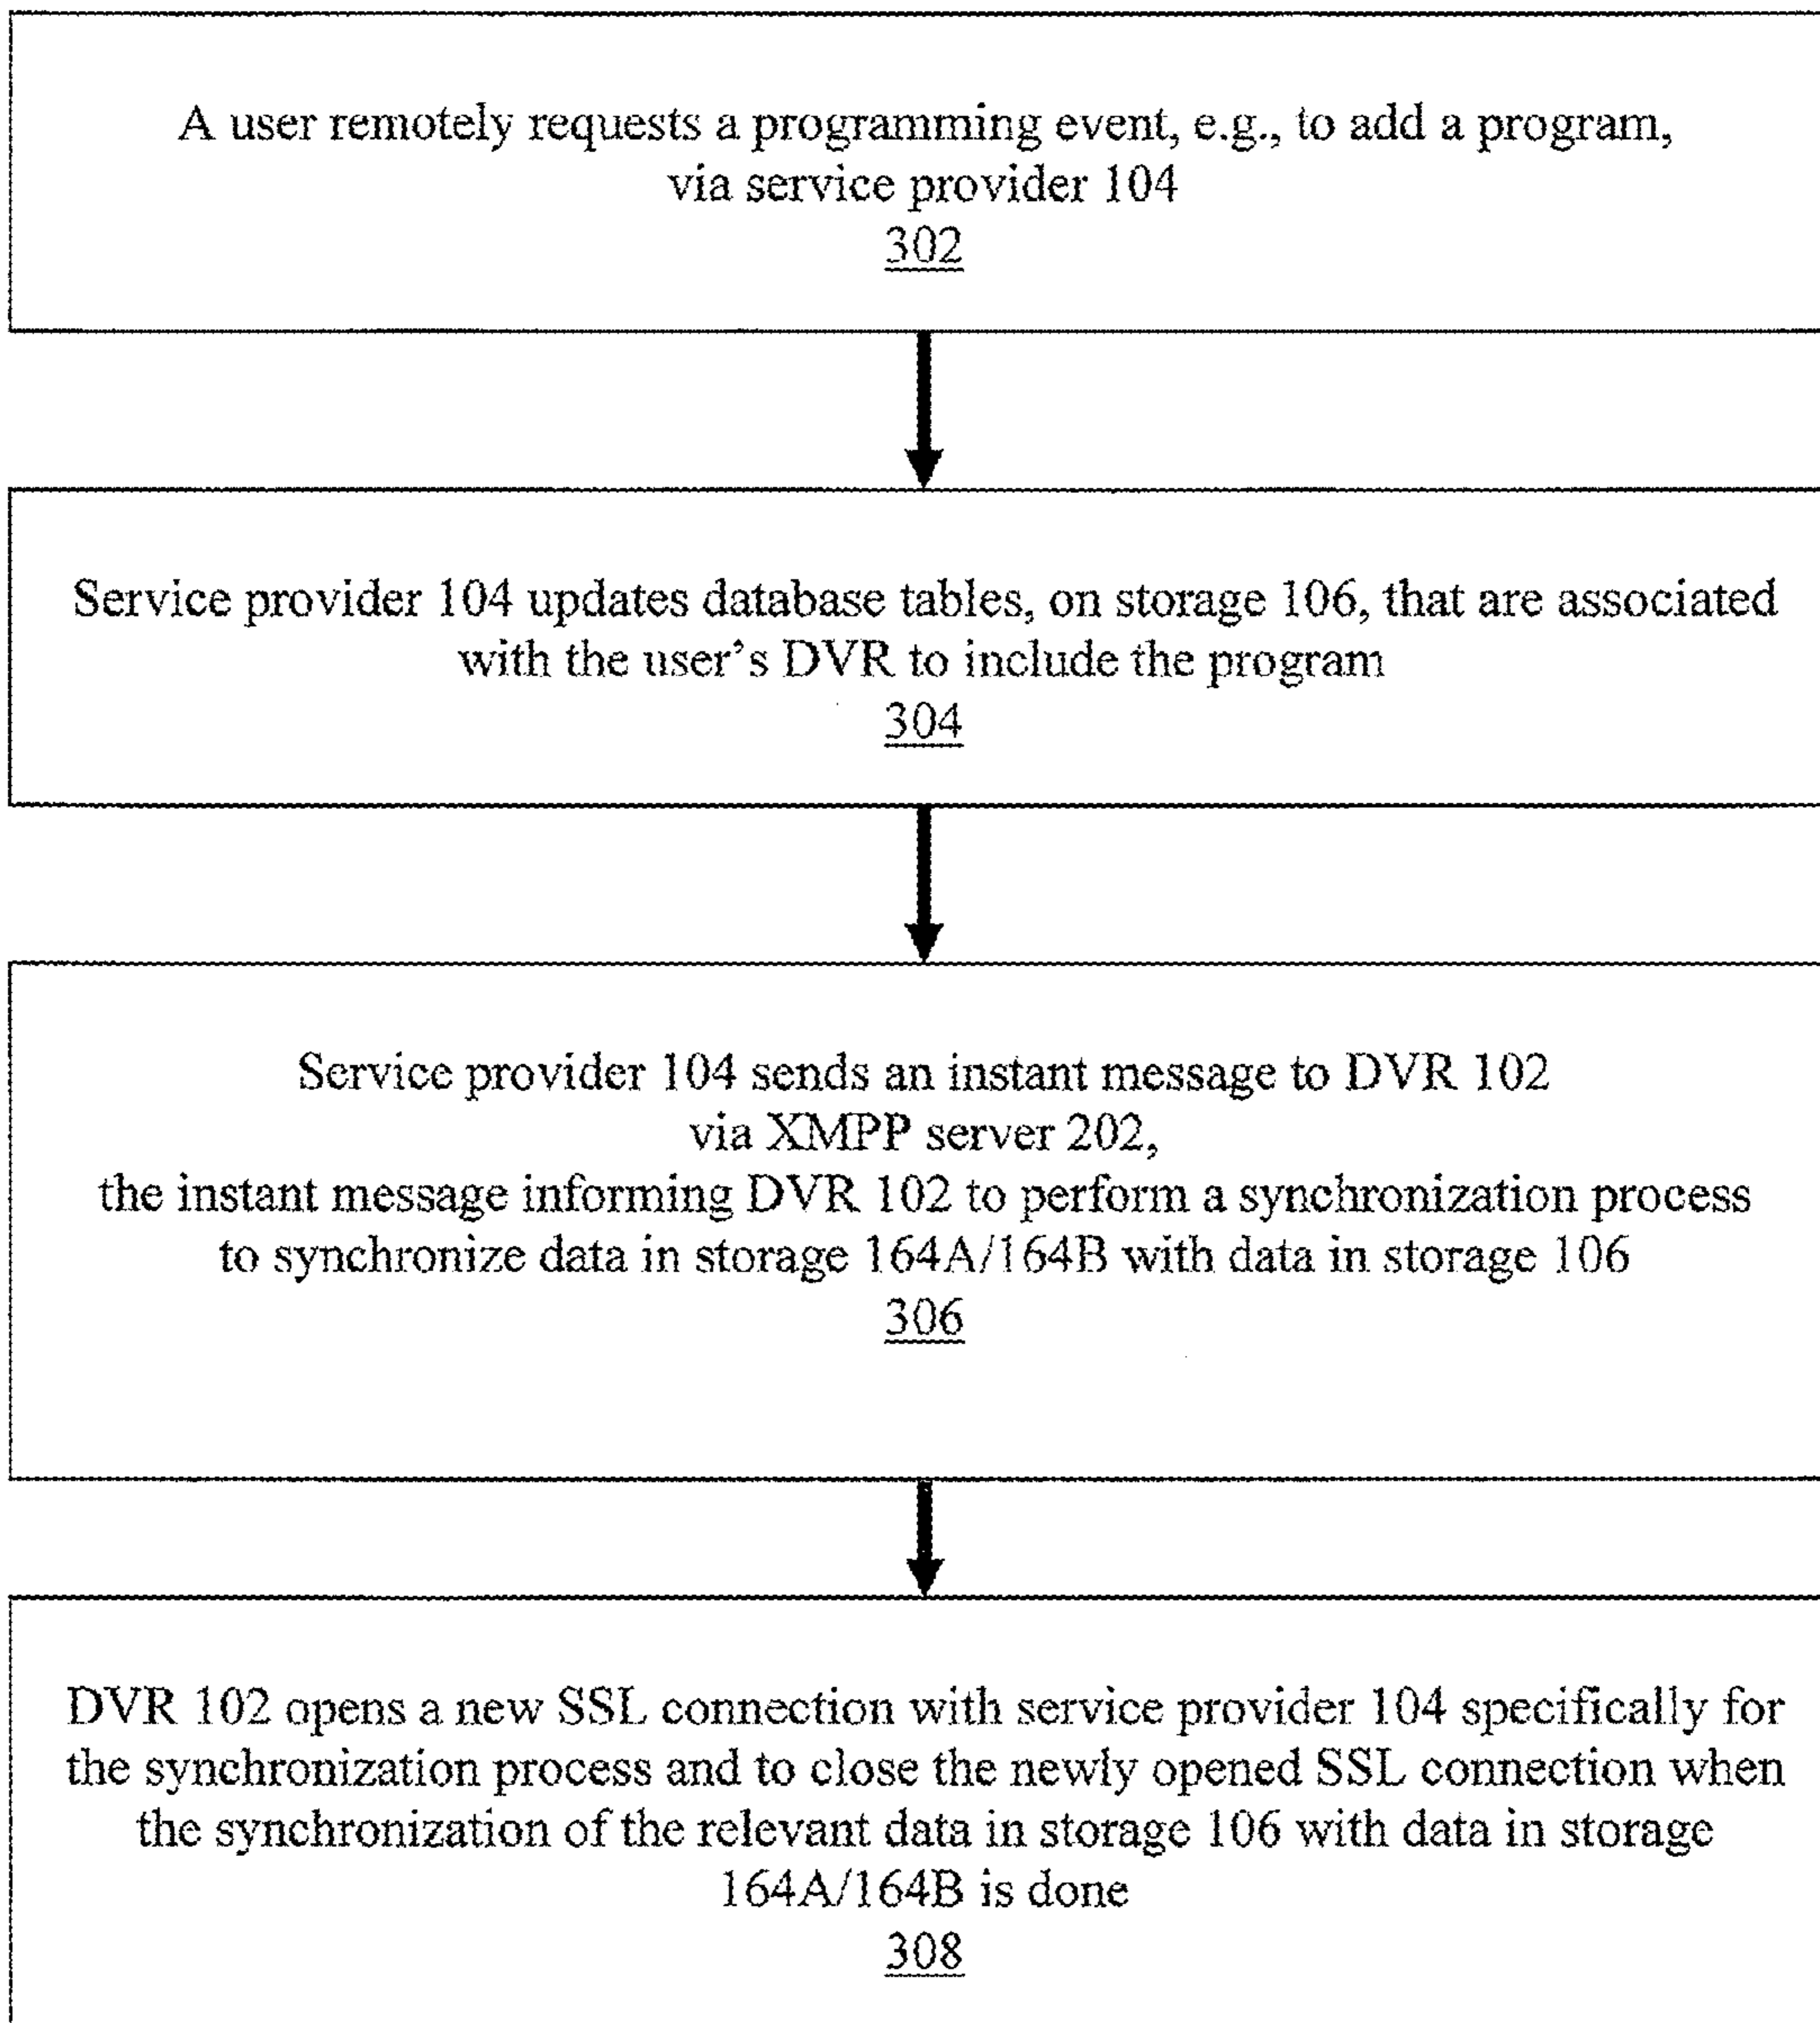 A user remotely requests a programming event, e.g., to add a program,
via service provider 104
302
Service provider 104 updates database tables, on storage 106, that are associated
with the user's DVR to include the program
304
Service provider 104 sends an instant message to DVR 102
via XMPP server 202,
the instant message informing DVR 102 to perform a synchronization process
to synchronize data in storage 164A/164B with data in storage 106
306
DVR 102 opens a new SSL connection with service provider 104 specifically for
the synchronization process and to close the newly opened SSL connection when
the synchronization of the relevant data in storage 106 with data in storage
164A/164B is done
308